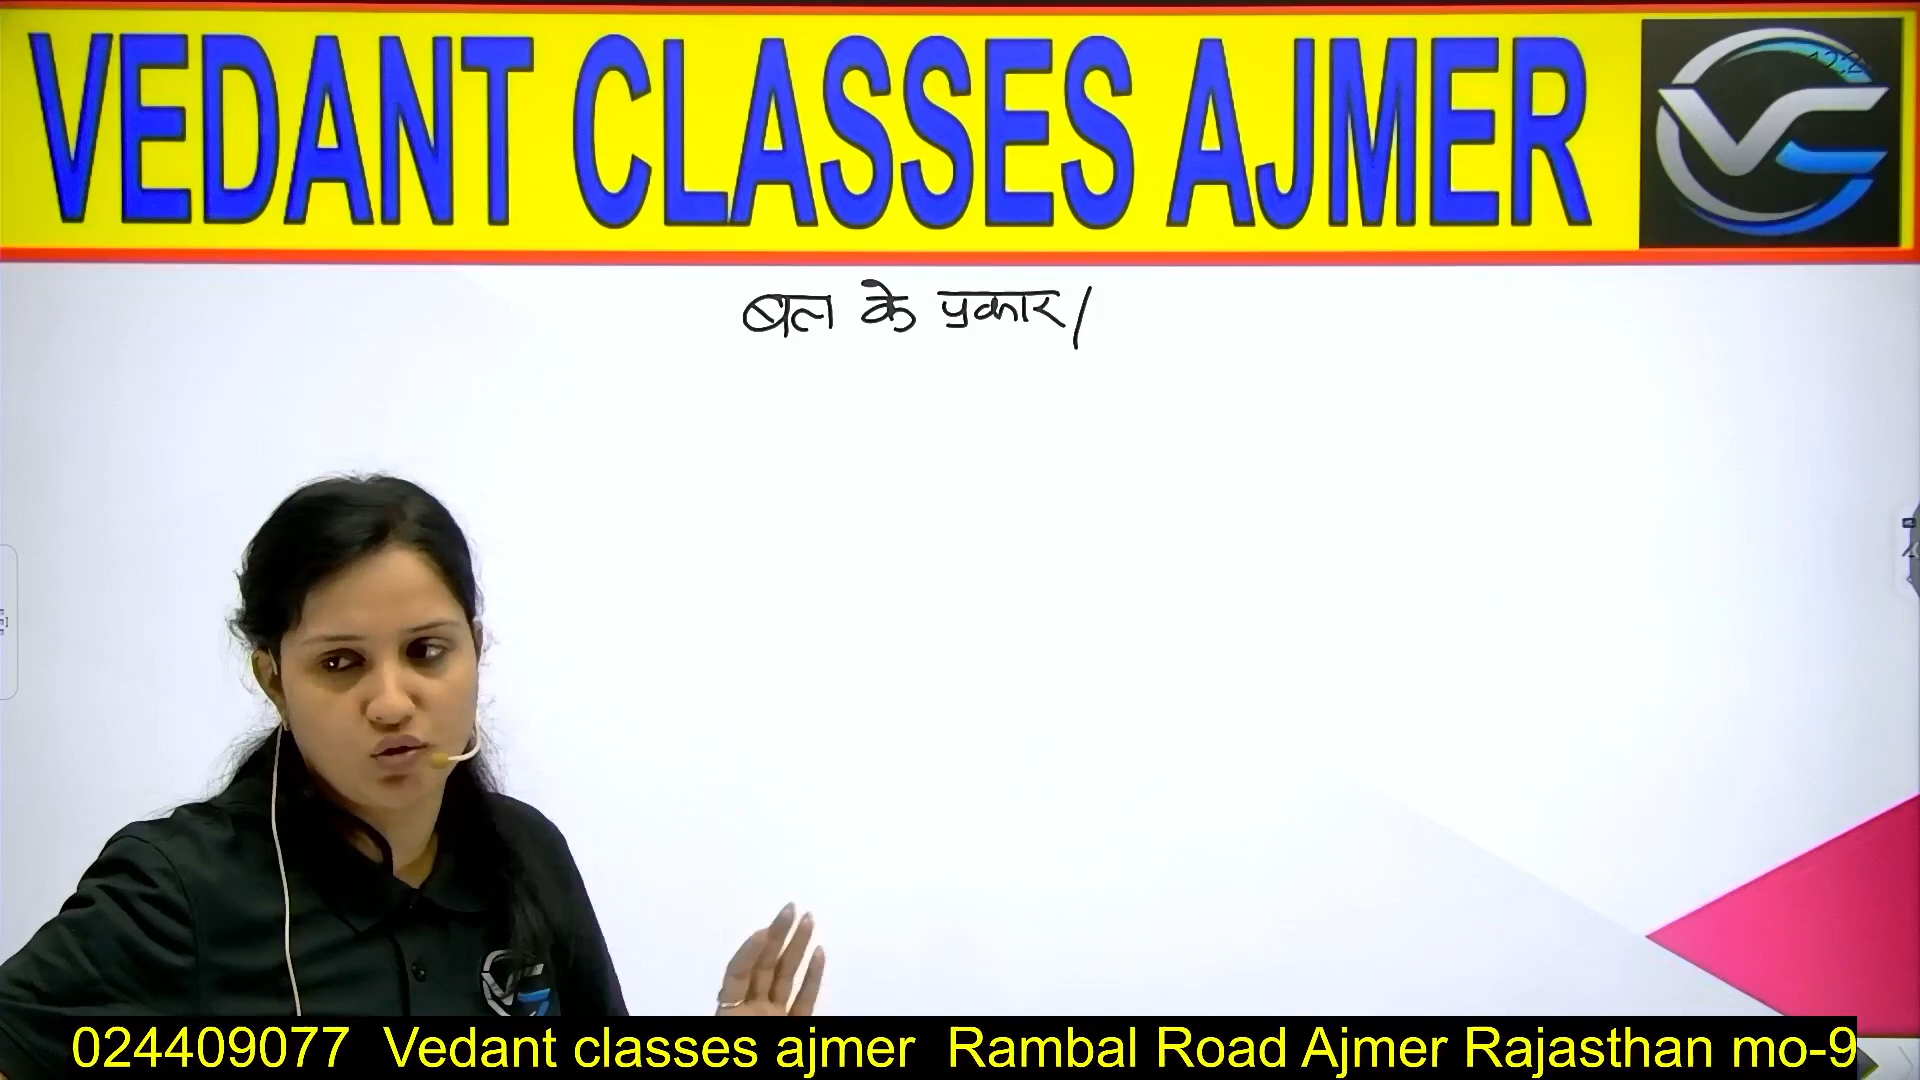 VEDANT CLASSES AJMER
बल के प्रकार/
024409077 Vedant classes ajmer Rambal Road Ajmer Rajasthan mo-9